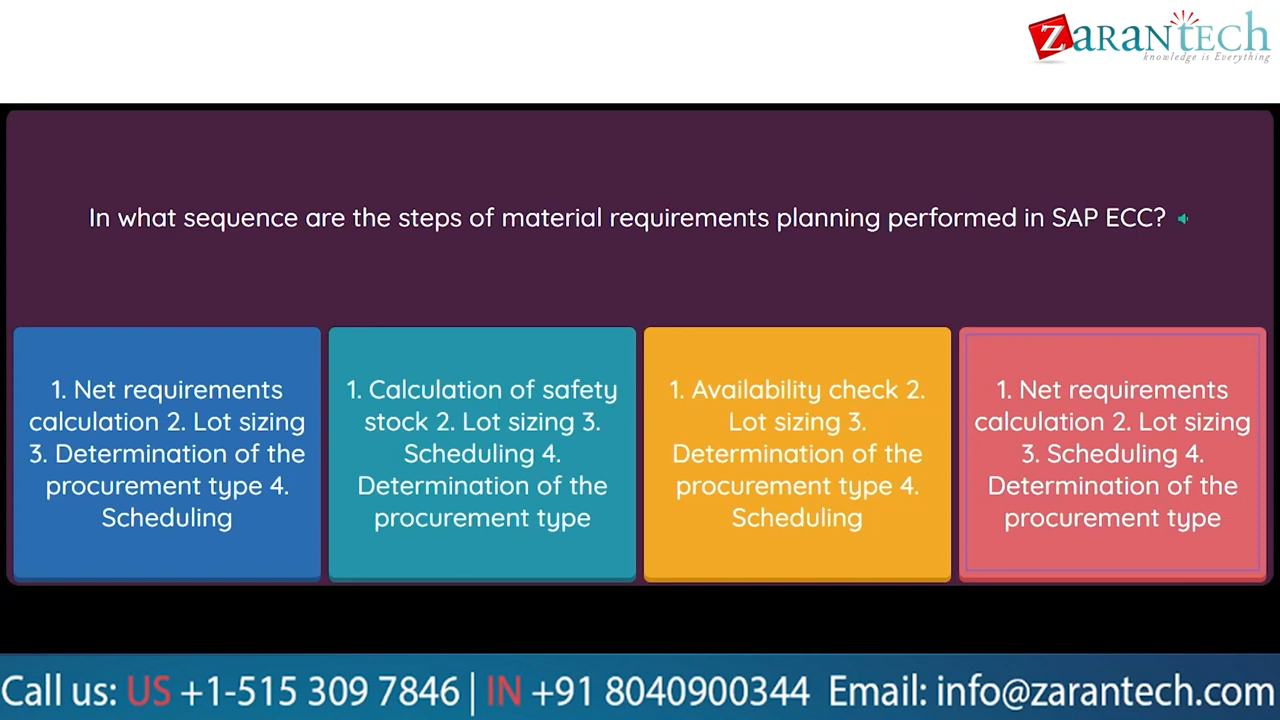 ZARANTECH
knowledge is Everything
In what sequence are the steps of material requirements planning performed in SAP ECC?
1. Net requirements
calculation 2. Lot sizing
3. Determination of the
procurement type 4.
Scheduling
1. Calculation of safety
stock 2. Lot sizing 3.
Scheduling 4.
Determination of the
procurement type
1. Availability check 2.
Lot sizing 3.
Determination of the
procurement type 4.
Scheduling
1. Net requirements
calculation 2. Lot sizing
3. Scheduling 4.
Determination of the
procurement type
Call us: US +1-515 309 7846 | IN +91 8040900344 Email: info@zarantech.com